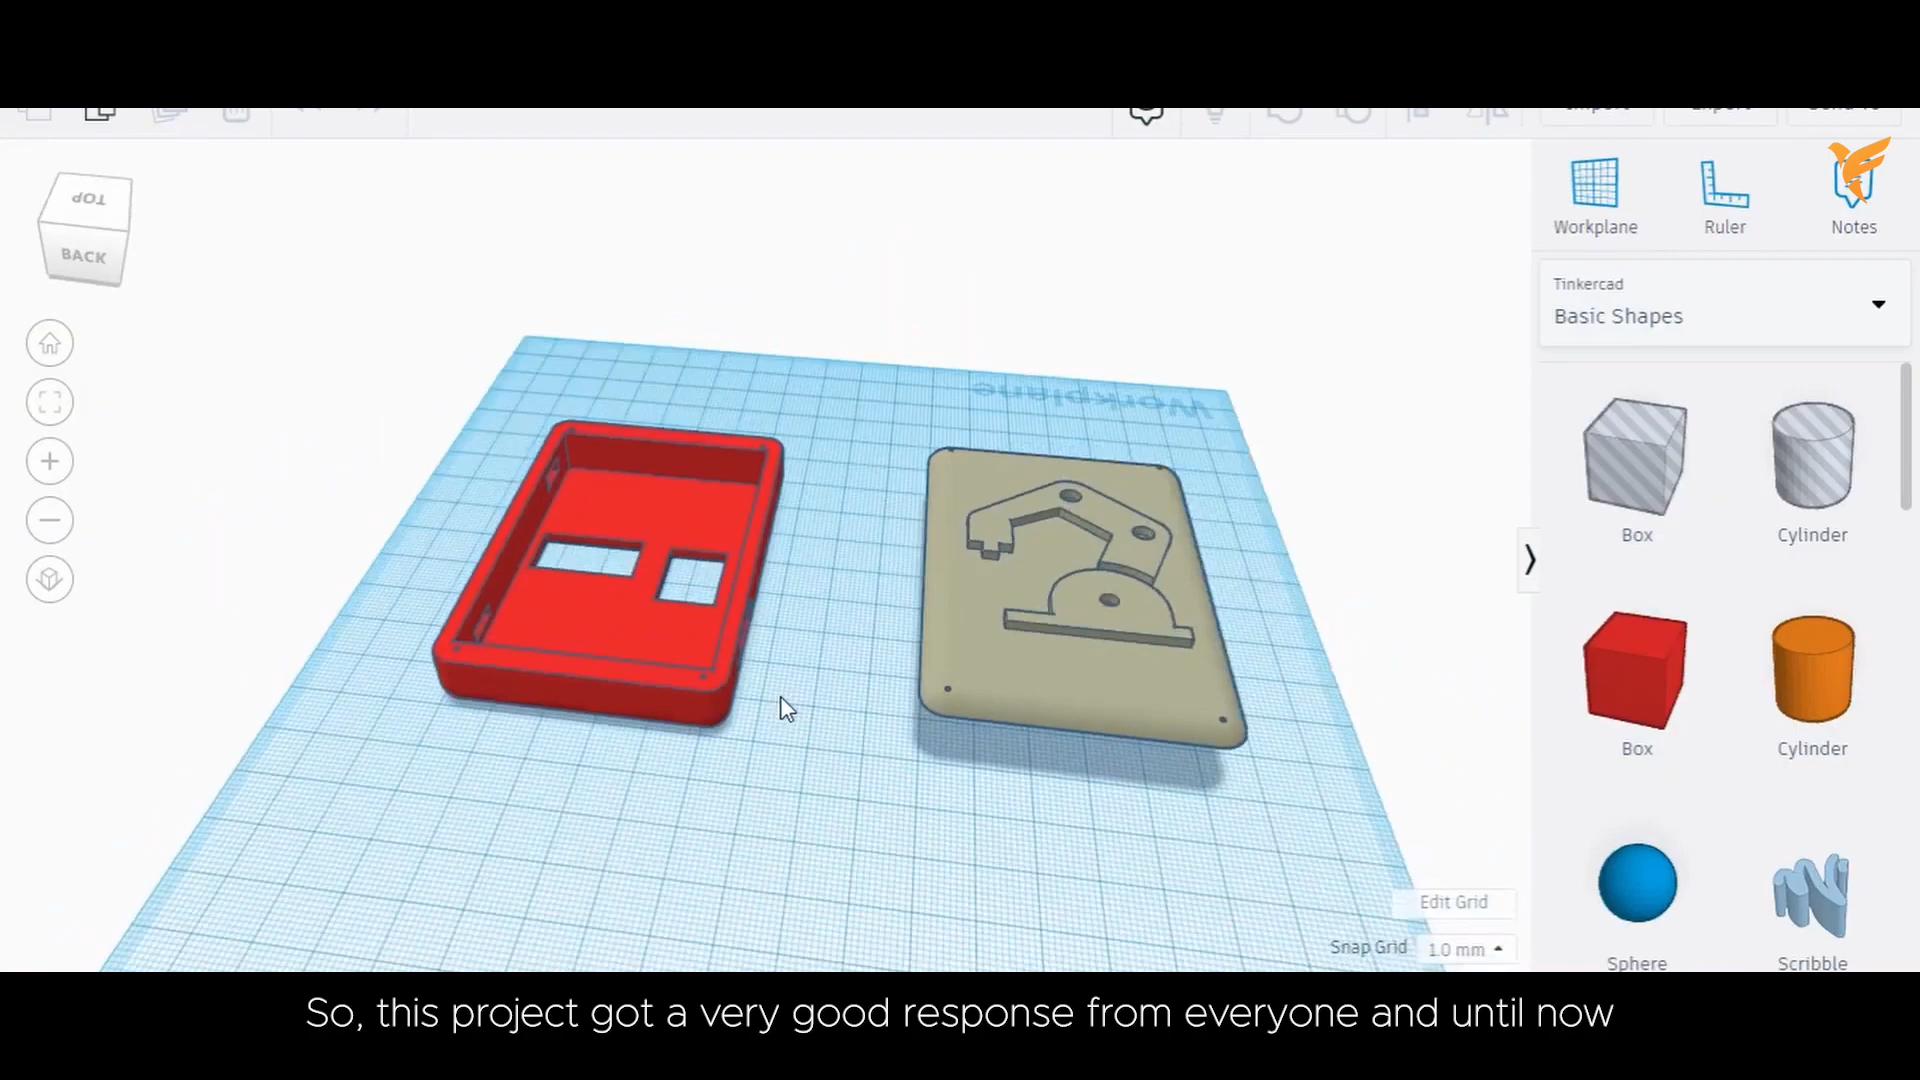 TOP
BACK
Workplane
Ruler
Notes
Tinkercad
Basic Shapes
Workplane
Box
Cylinder
Box
Cylinder
Edit Grid
Snap Grid 1.0 mm
Sphere
Scribble
So, this project got a very good response from everyone and until now